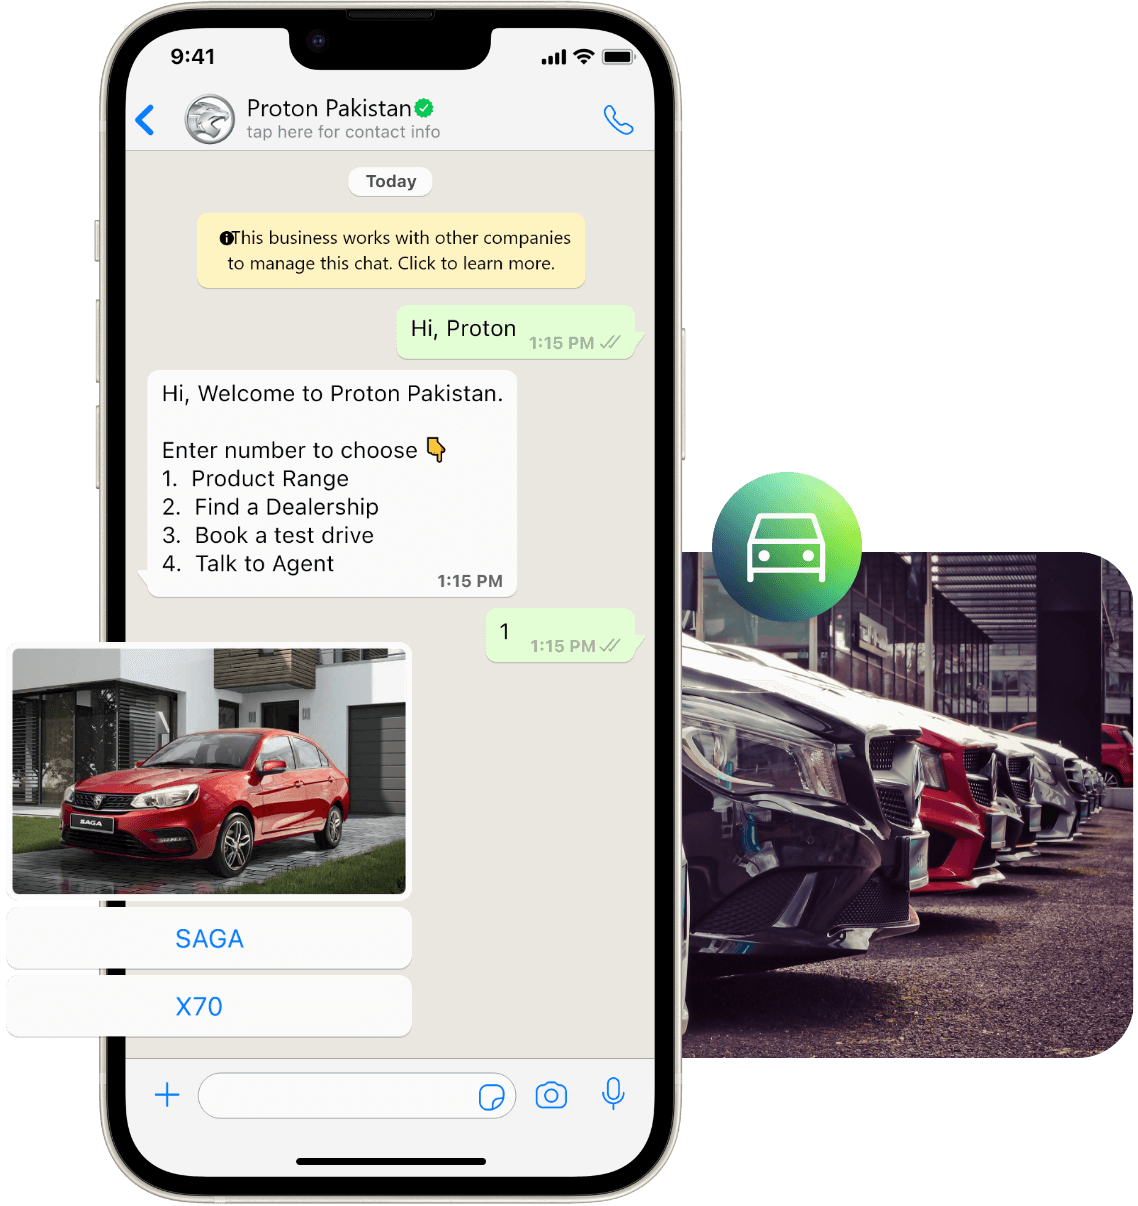 9:41
Proton Pakistan
tap here for contact info
Today
This business works with other companies
to manage this chat. Click to learn more.
Hi, Proton
1:15 PM
Hi, Welcome to Proton Pakistan.
Enter number to choose 👇
1. Product Range
2. Find a Dealership
3. Book a test drive
4. Talk to Agent
1:15 PM
1
1:15 PM
SAGA
SAGA
X70